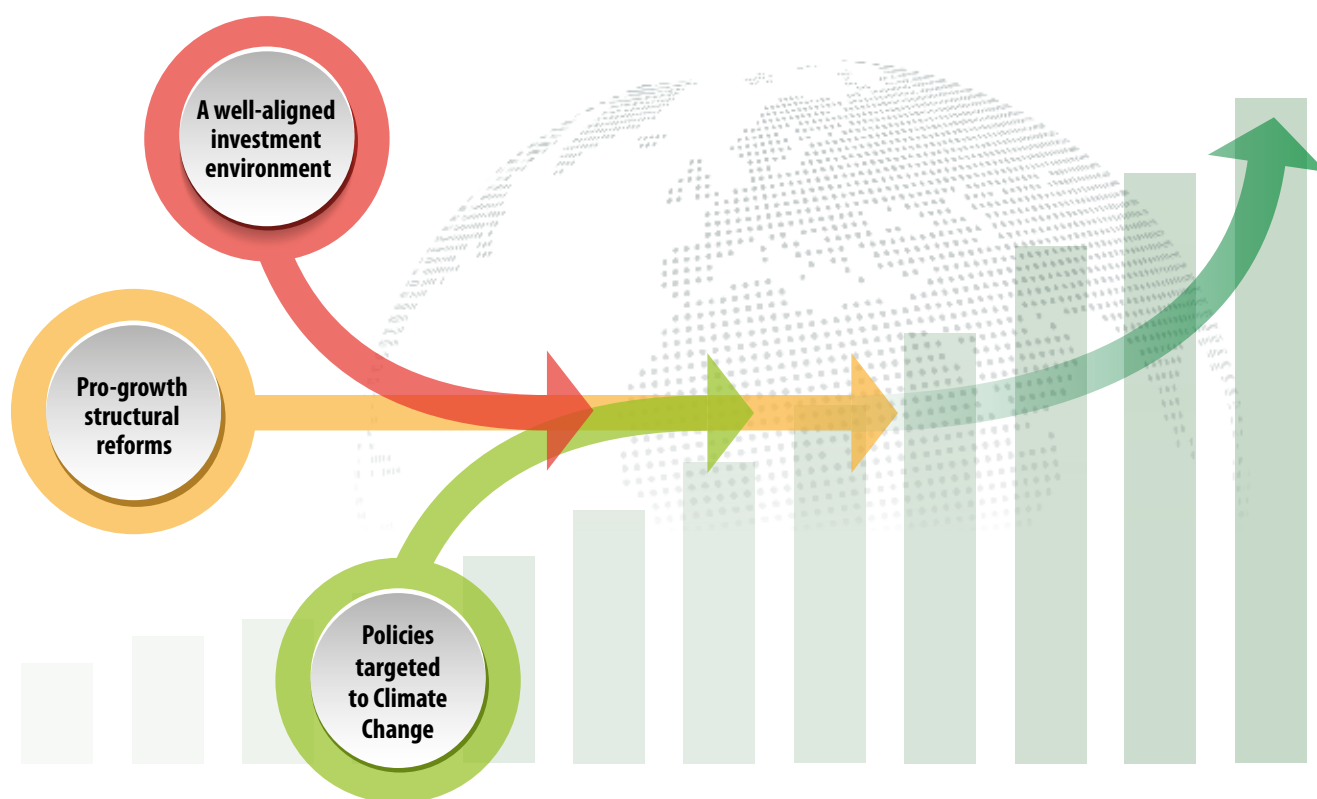 A well-aligned
investment
environment
Pro-growth
structural
reforms
Policies
targeted
to Climate
Change